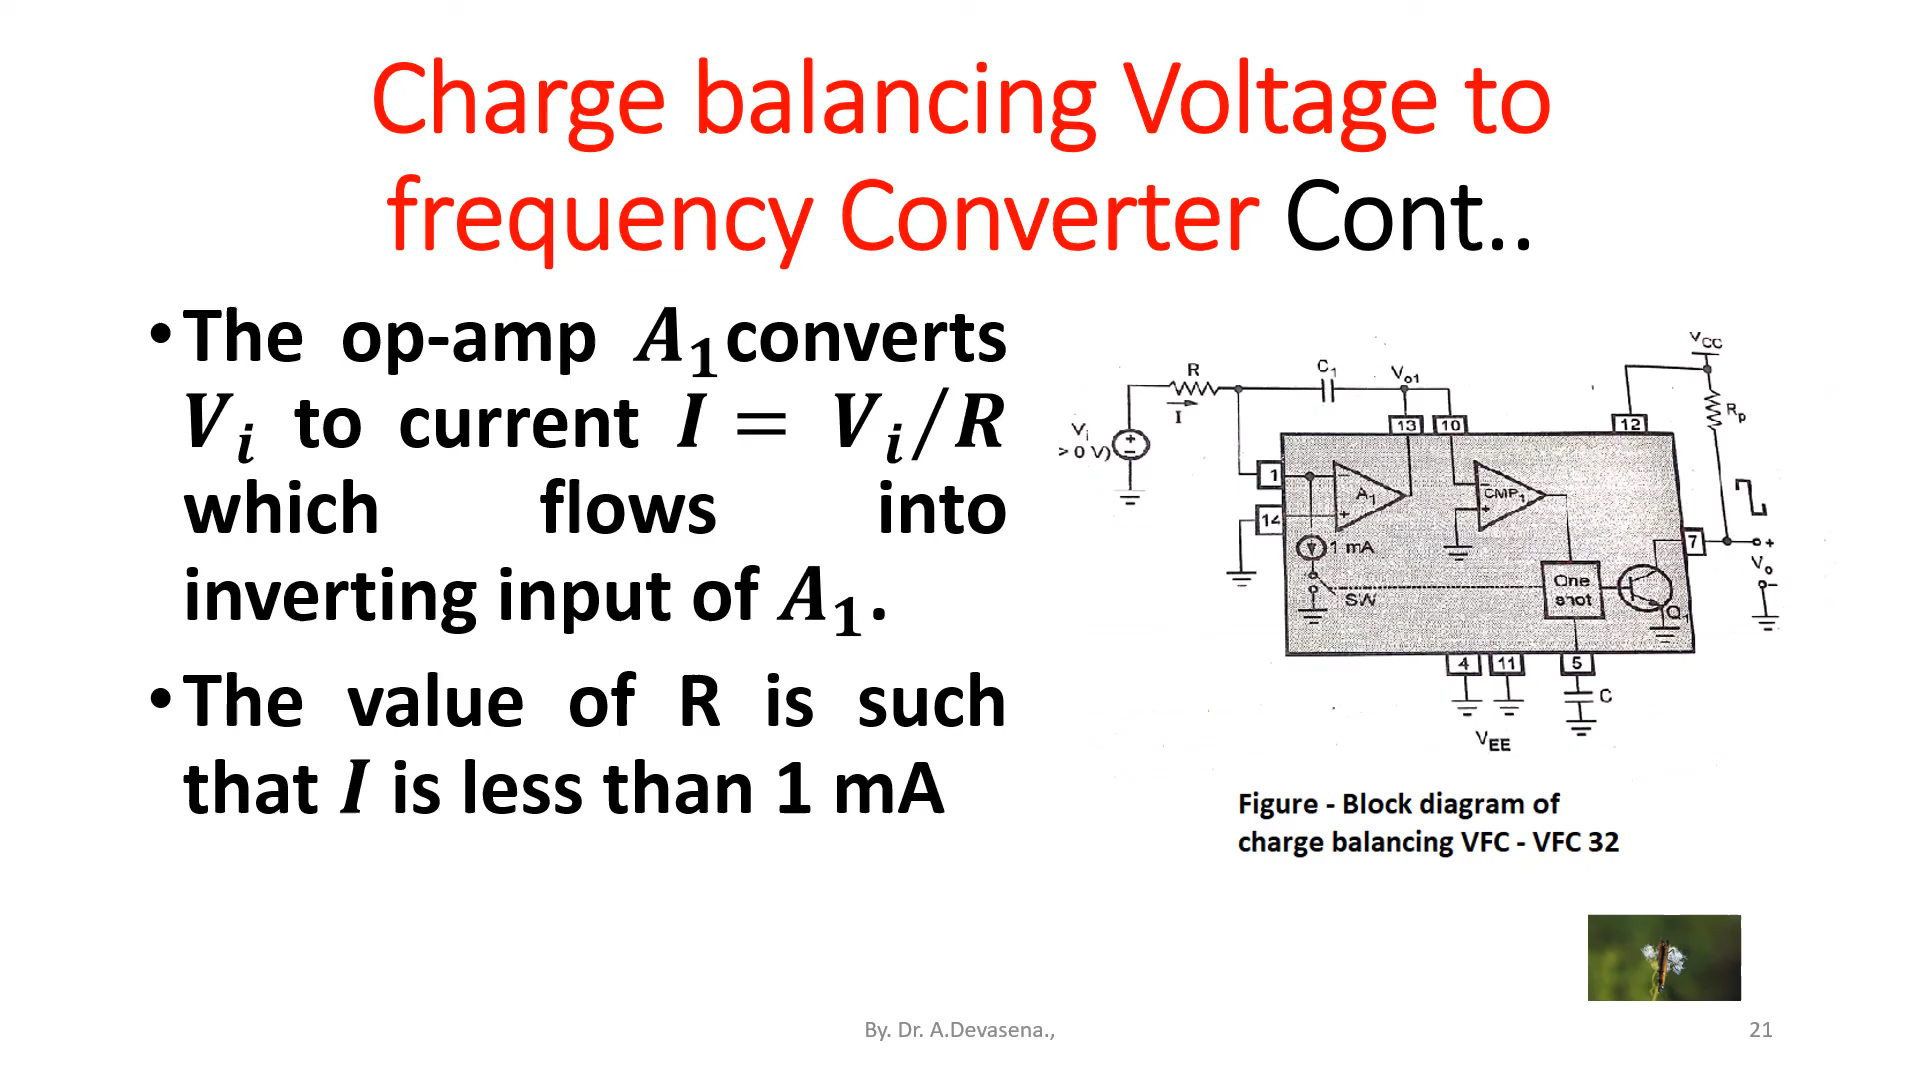 Charge balancing Voltage to
frequency Converter Cont..
•The op-amp A₁converts
Vᵢ to current I = Vᵢ/R
which flows into
inverting input of A₁.
•The value of R is such
that I is less than 1 mA
VCC
R
C₁
Vo1
Rp
I
Vi
> 0 V)
13
10
12
1
A₁
CMP₁
14
7
1 mA
Vo
One
shot
SW
Q₁
4
11
5
C
VEE
Figure - Block diagram of
charge balancing VFC - VFC 32
By. Dr. A.Devasena.,
21